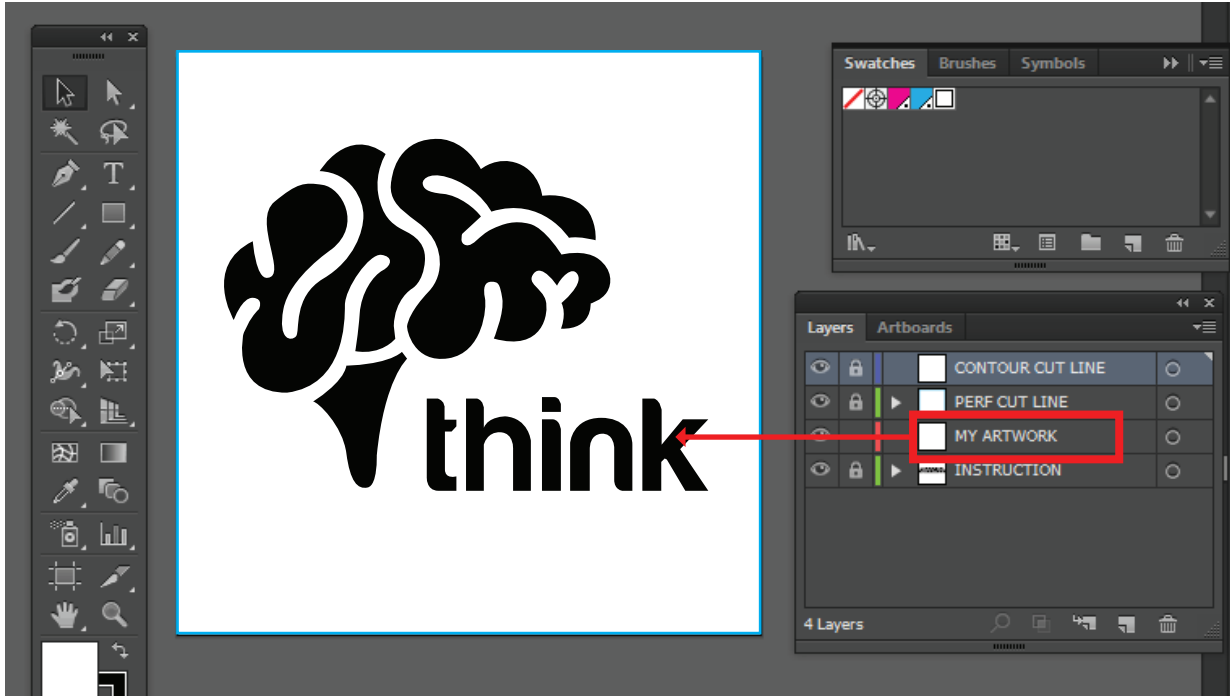 Swatches Brushes Symbols
think
Layers Artboards
CONTOUR CUT LINE
PERF CUT LINE
MY ARTWORK
INSTRUCTION
4 Layers